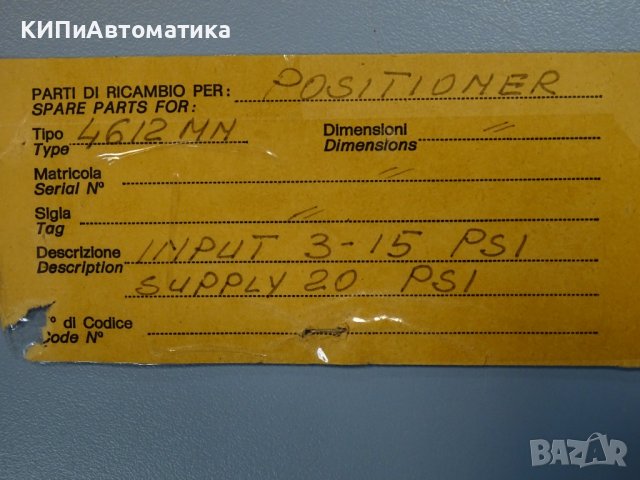 КИПиАвтоматика
PARTI DI RICAMBIO PER: POSITIONER
SPARE PARTS FOR:
Tipo 4612 MN Dimensioni //
Type Dimensions
Matricola //
Serial N°
Sigla //
Tag
Descrizione INPUT 3-15 PSI
Description SUPPLY 20 PSI
° di Codice
Code N°
BAZAR